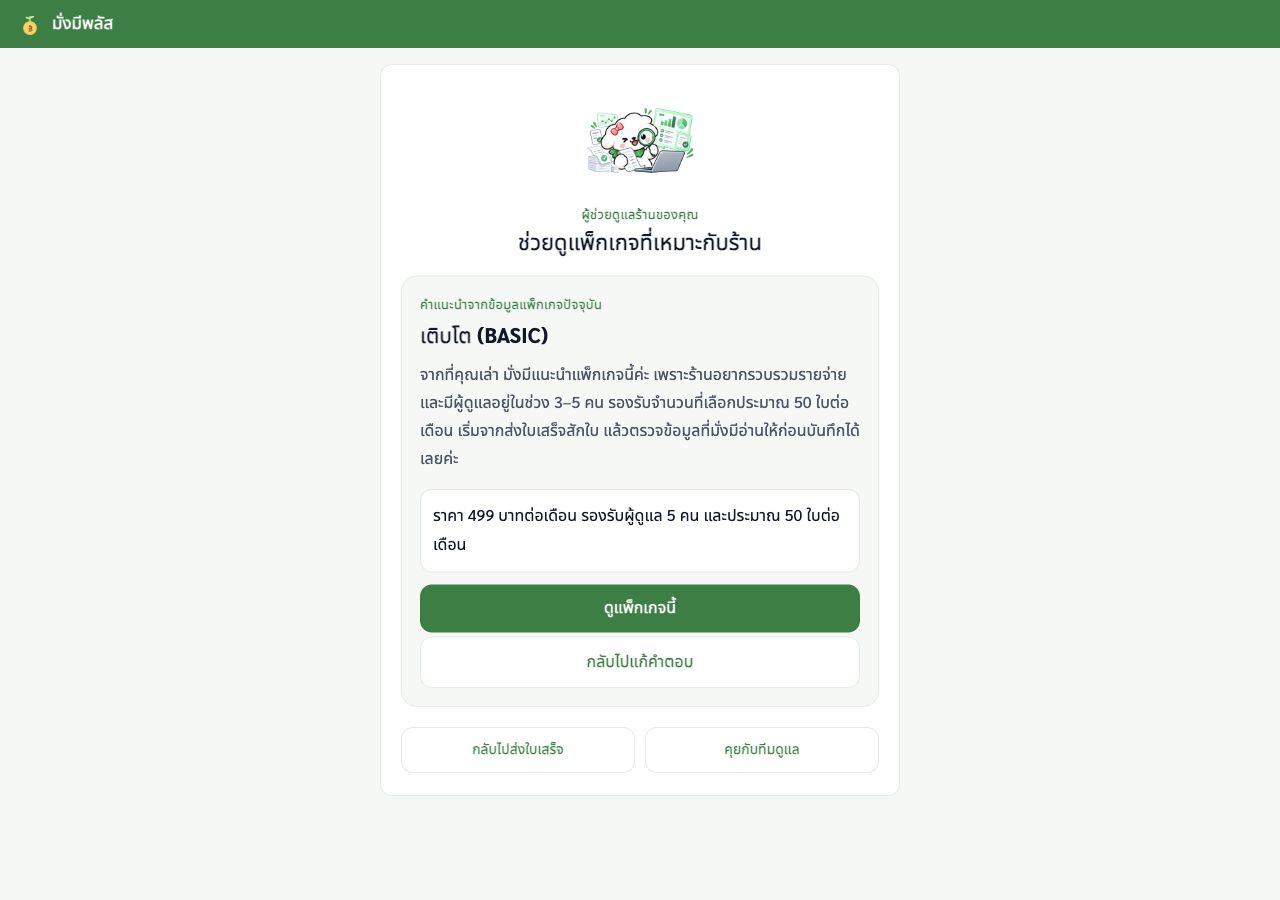 มั่งมีพลัส
ผู้ช่วยดูแลร้านของคุณ
ช่วยดูแพ็กเกจที่เหมาะกับร้าน
คำแนะนำจากข้อมูลแพ็กเกจปัจจุบัน
เติบโต (BASIC)
จากที่คุณเล่า มั่งมีแนะนำแพ็กเกจนี้ค่ะ เพราะร้านอยากรวบรวมรายจ่าย
และมีผู้ดูแลอยู่ในช่วง 3–5 คน รองรับจำนวนที่เลือกประมาณ 50 ใบต่อ
เดือน เริ่มจากส่งใบเสร็จสักใบ แล้วตรวจข้อมูลที่มั่งมีอ่านให้ก่อนบันทึกได้
เลยค่ะ
ราคา 499 บาทต่อเดือน รองรับผู้ดูแล 5 คน และประมาณ 50 ใบต่อ
เดือน
ดูแพ็กเกจนี้
กลับไปแก้คำตอบ
กลับไปส่งใบเสร็จ
คุยกับทีมดูแล